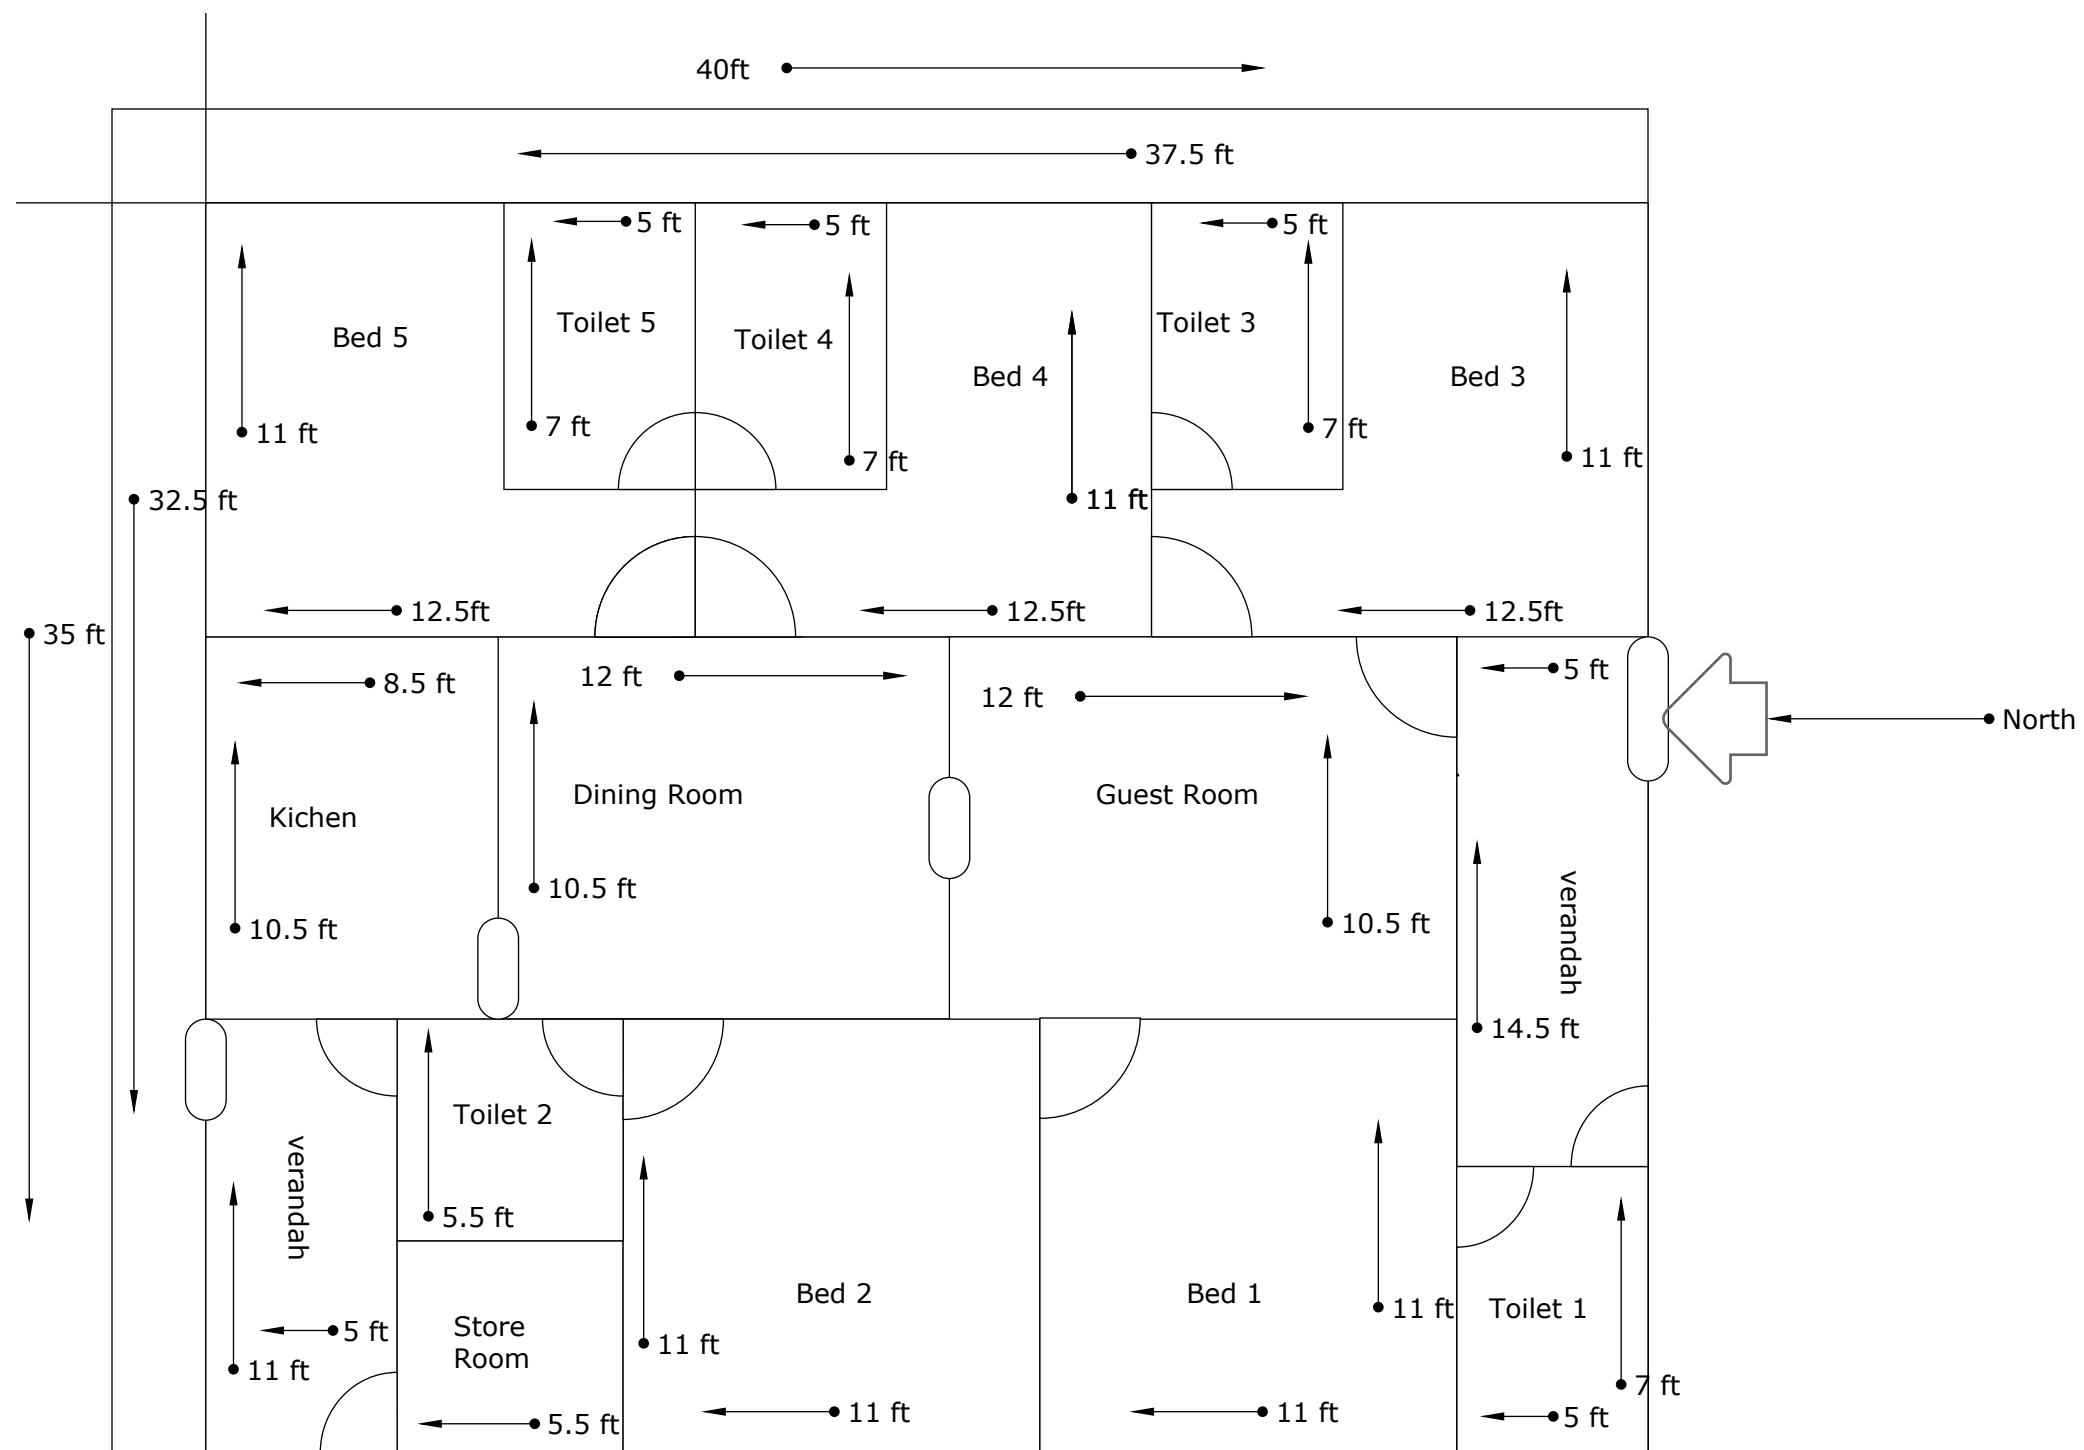 40ft
37.5 ft
5 ft
5 ft
5 ft
Toilet 5
Toilet 4
Toilet 3
Bed 5
Bed 4
Bed 3
11 ft
7 ft
7 ft
7 ft
11 ft
32.5 ft
11 ft
12.5ft
12.5ft
12.5ft
35 ft
8.5 ft
12 ft
12 ft
5 ft
North
Kichen
Dining Room
Guest Room
10.5 ft
10.5 ft
10.5 ft
verandah
14.5 ft
Toilet 2
verandah
5.5 ft
Bed 2
Bed 1
11 ft
Toilet 1
Store
Room
5 ft
11 ft
11 ft
7 ft
5.5 ft
11 ft
11 ft
5 ft